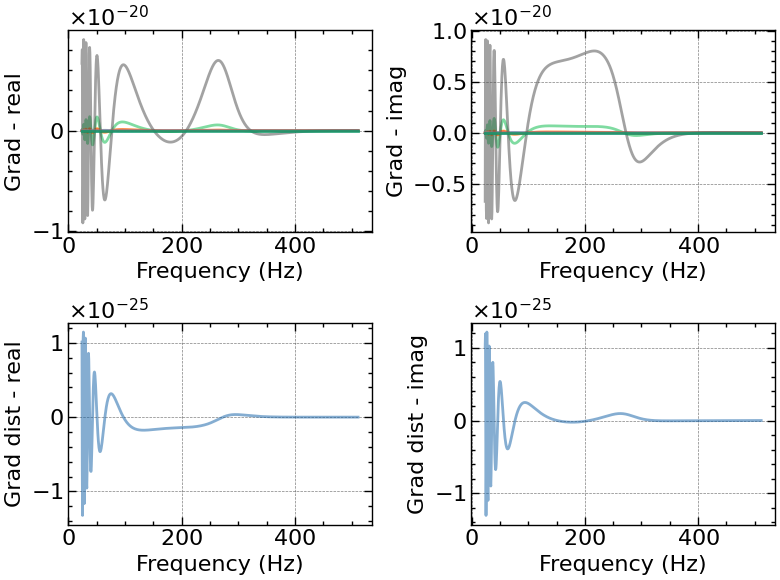 ×10⁻²⁰
0
−1
Grad - real
0 200 400
Frequency (Hz)
×10⁻²⁰
1.0
0.5
0.0
−0.5
Grad - imag
0 200 400
Frequency (Hz)
×10⁻²⁵
1
0
−1
Grad dist - real
0 200 400
Frequency (Hz)
×10⁻²⁵
1
0
−1
Grad dist - imag
0 200 400
Frequency (Hz)